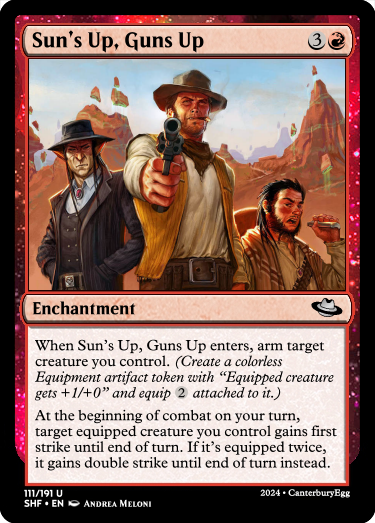 Sun's Up, Guns Up 3
Enchantment
When Sun's Up, Guns Up enters, arm target
creature you control. (Create a colorless
Equipment artifact token with “Equipped creature
gets +1/+0” and equip 2 attached to it.)
At the beginning of combat on your turn,
target equipped creature you control gains first
strike until end of turn. If it's equipped twice,
it gains double strike until end of turn instead.
111/191 U
SHF • EN Andrea Meloni
2024 • CanterburyEgg